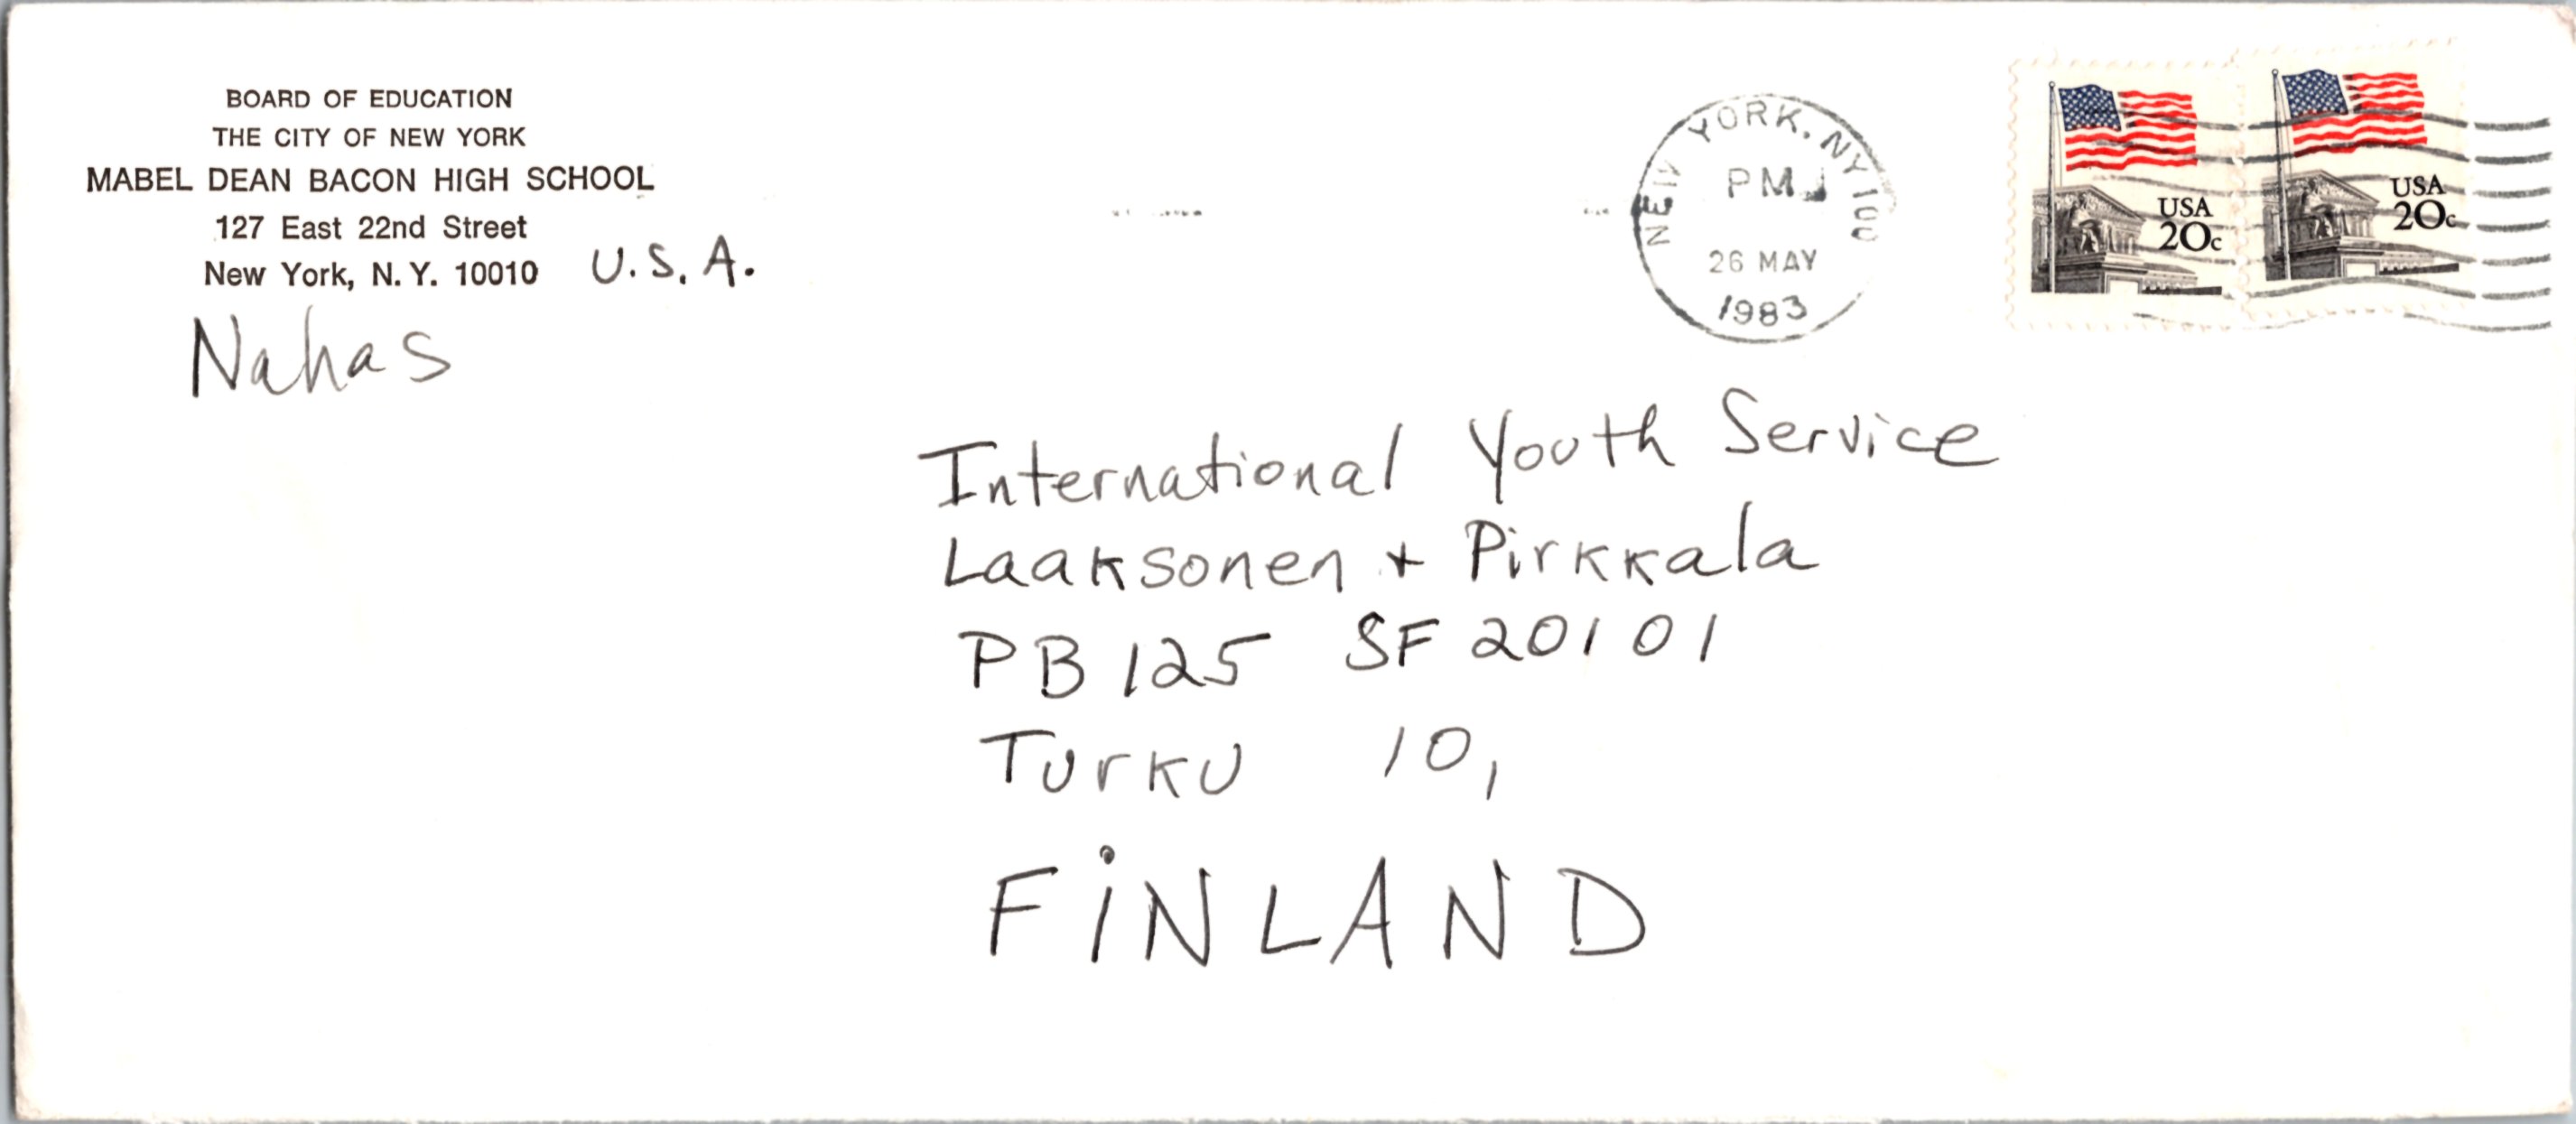 BOARD OF EDUCATION
THE CITY OF NEW YORK
MABEL DEAN BACON HIGH SCHOOL
127 East 22nd Street
New York, N.Y. 10010 U.S.A.
Nahas
NEW YORK, NY 100
PM
26 MAY
1983
USA
20c
USA
20c
International Youth Service
Laaksonen + Pirkkala
PB 125 SF 20101
Turku 10,
FiNLAND